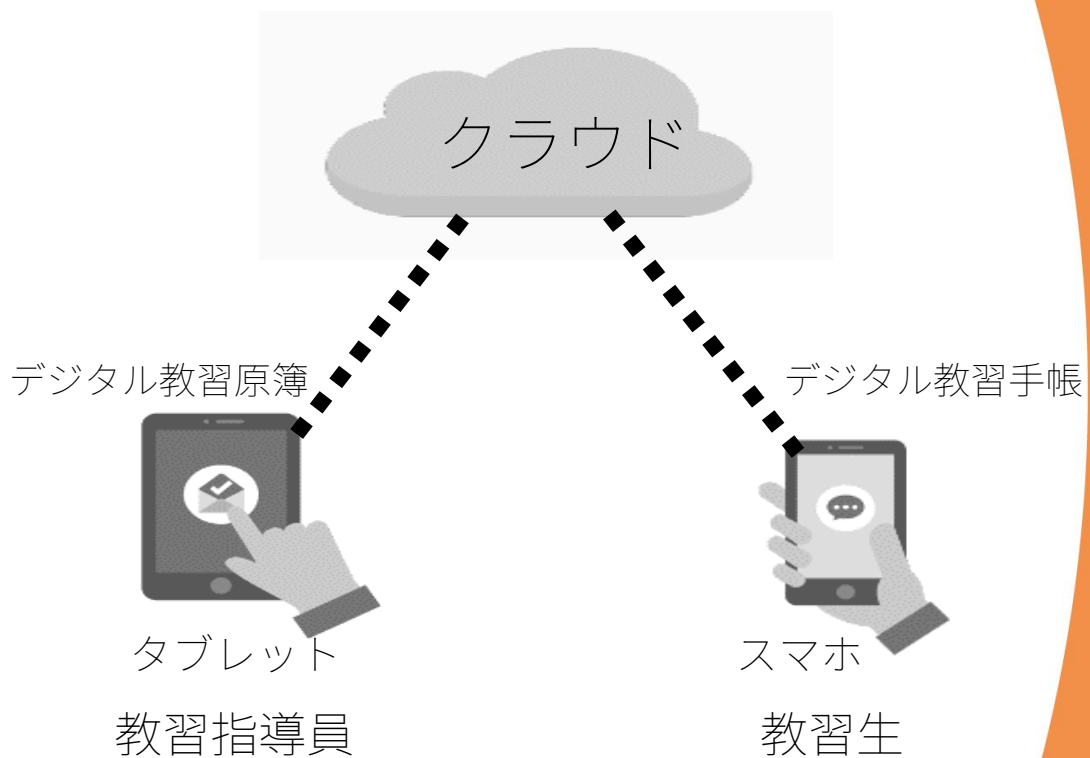 クラウド
デジタル教習原簿
デジタル教習手帳
タブレット
スマホ
教習指導員
教習生